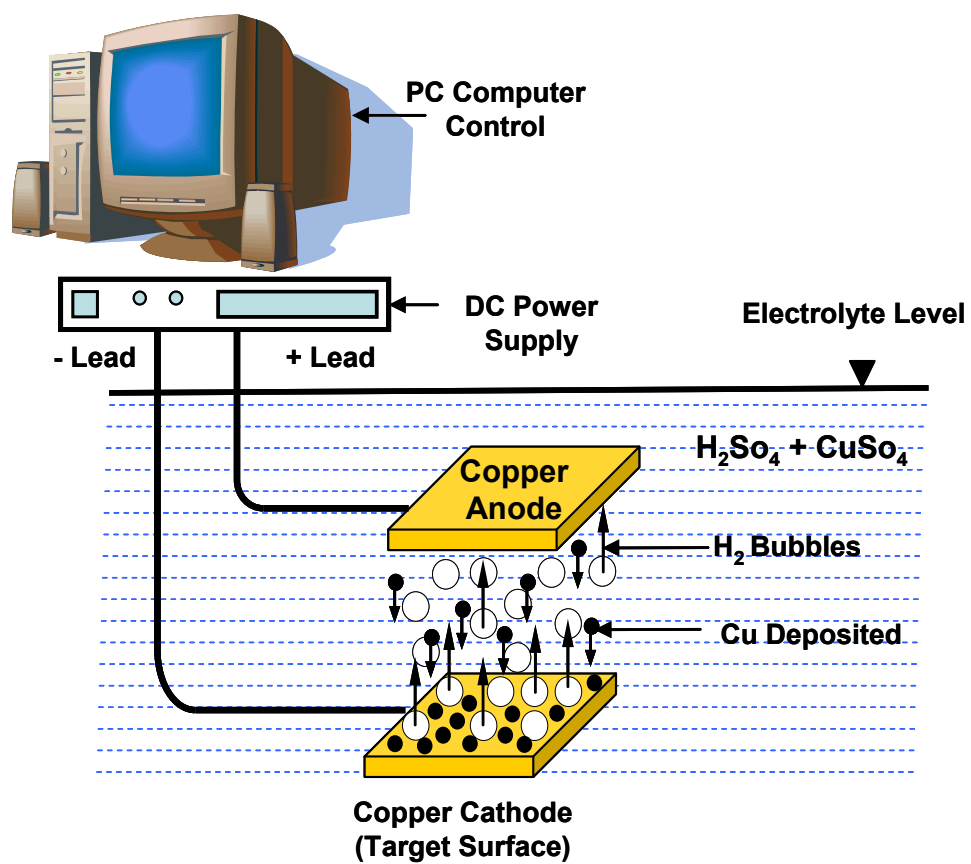 PC Computer
Control
DC Power
Supply
Electrolyte Level
- Lead
+ Lead
H₂So₄ + CuSo₄
Copper
Anode
H₂ Bubbles
Cu Deposited
Copper Cathode
(Target Surface)